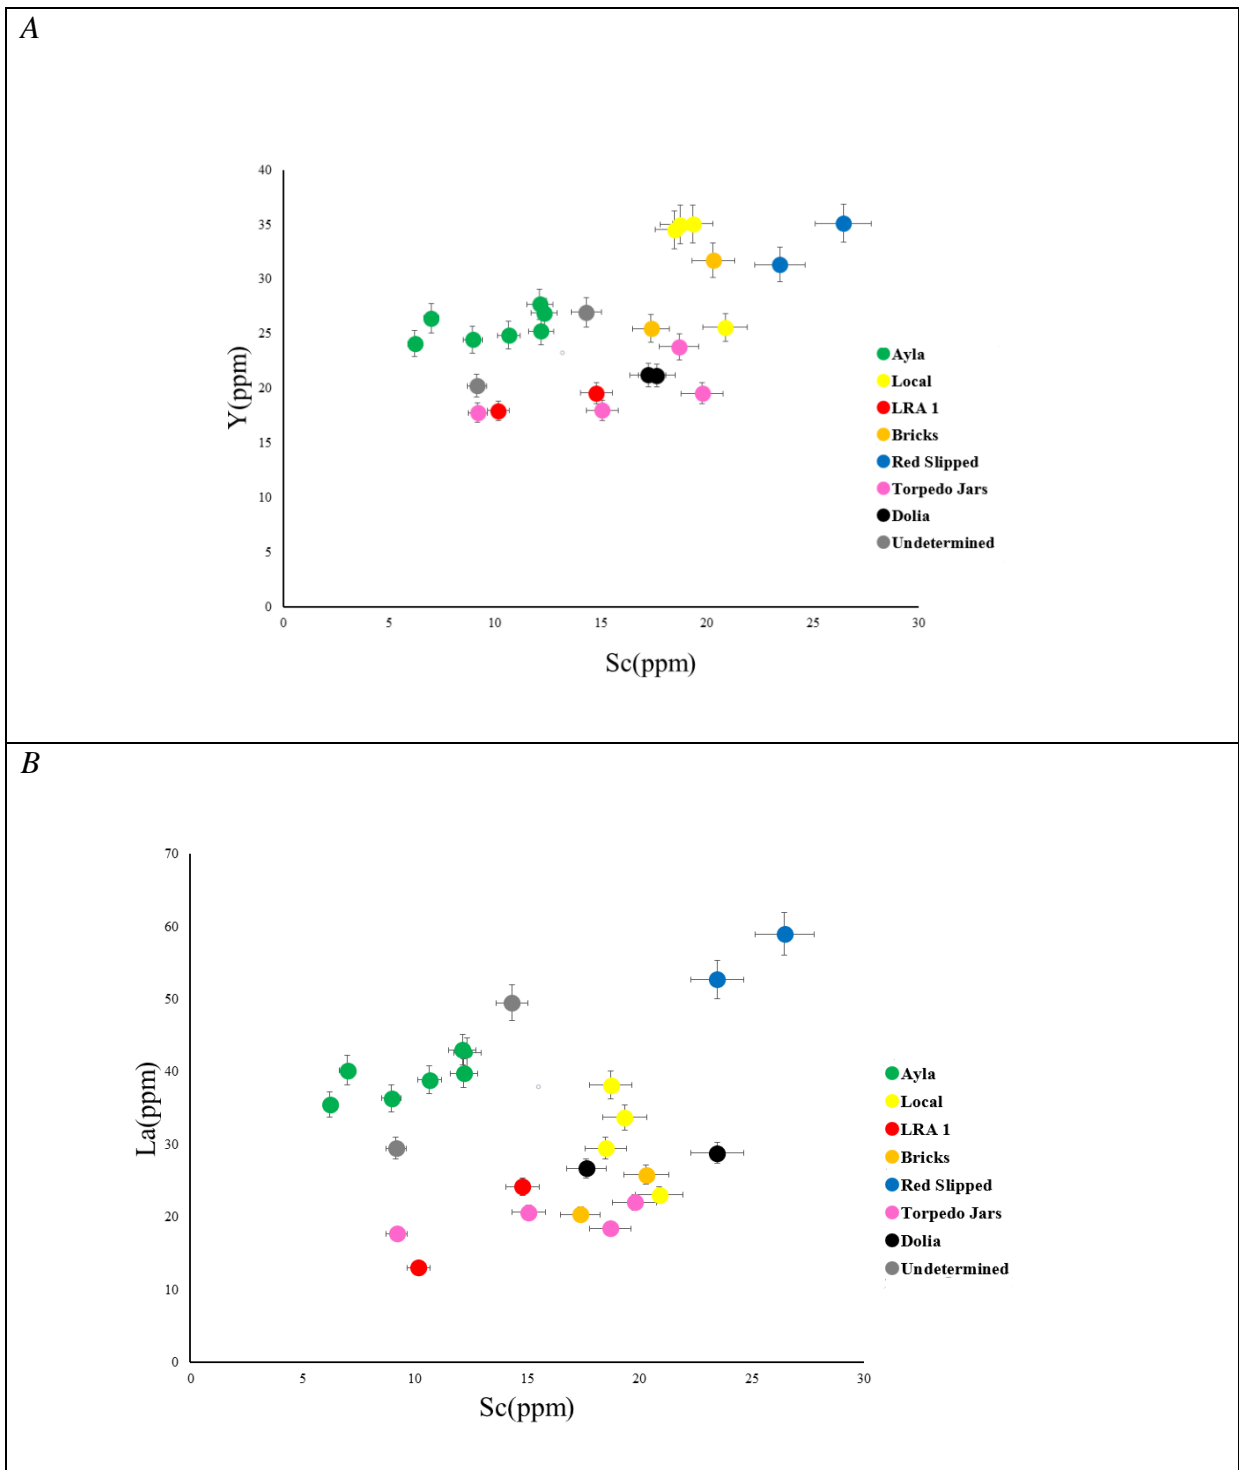 A
40
35
30
25
20
15
10
5
0
Y(ppm)
0 5 10 15 20 25 30
Sc(ppm)
Ayla
Local
LRA 1
Bricks
Red Slipped
Torpedo Jars
Dolia
Undetermined
B
70
60
50
40
30
20
10
0
La(ppm)
0 5 10 15 20 25 30
Sc(ppm)
Ayla
Local
LRA 1
Bricks
Red Slipped
Torpedo Jars
Dolia
Undetermined